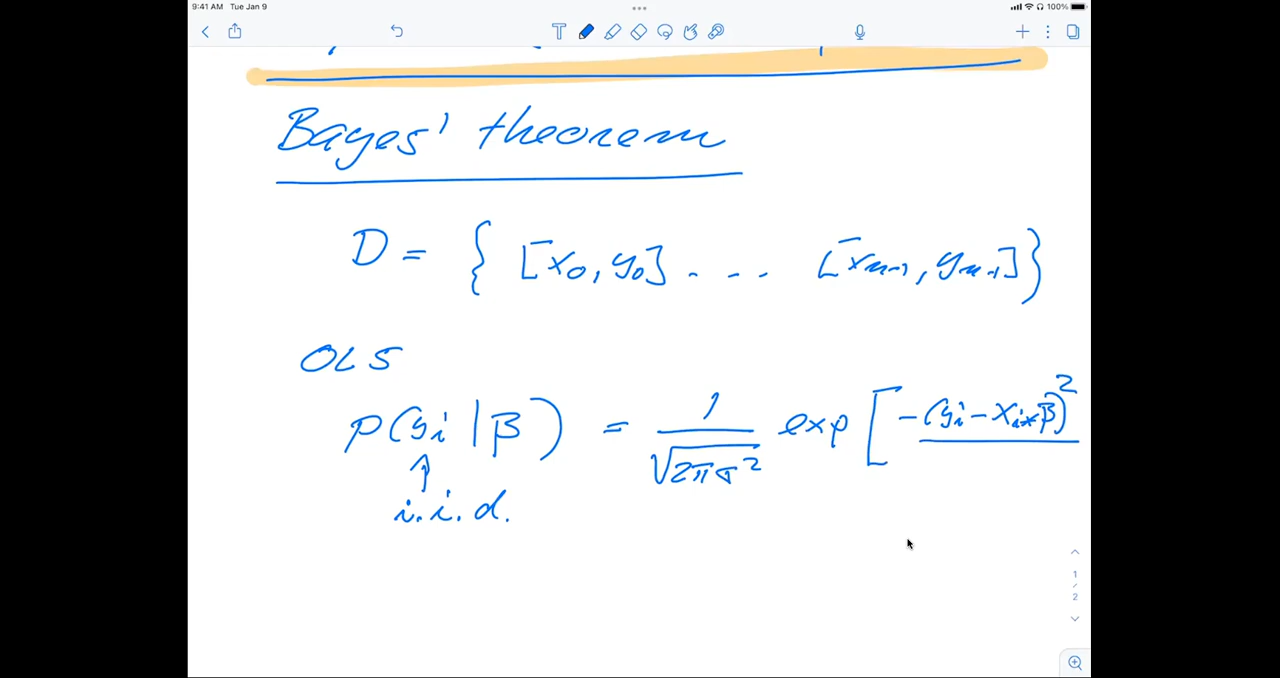 9:41 AM Tue Jan 9
100%
Bayes' theorem
D = { [x₀, y₀] . . . [xₙ₋₁, yₙ₋₁] }
OLS
p(yᵢ | β) = 1/√2πσ² exp [ -(yᵢ - Xᵢ*β)²
i.i.d.
1
/
2